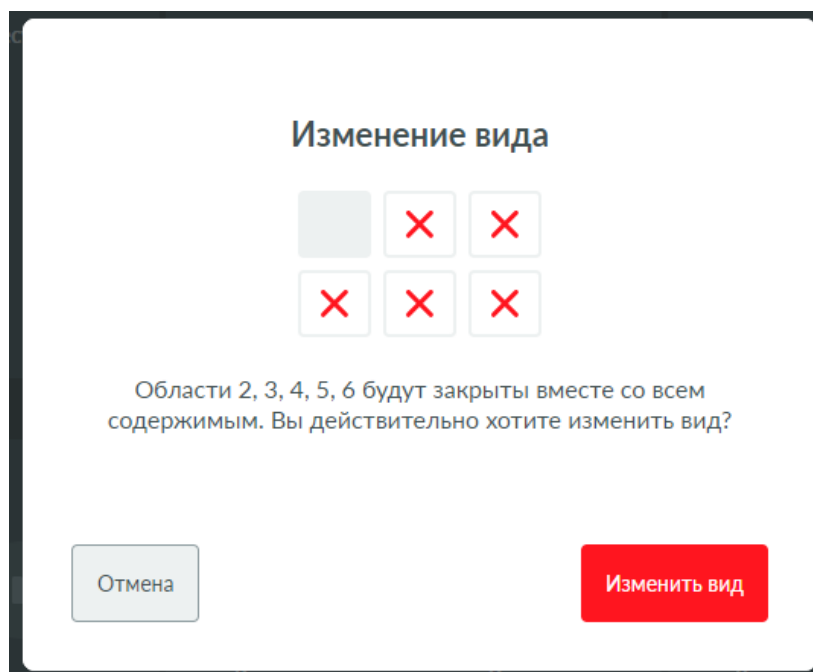 Изменение вида
Области 2, 3, 4, 5, 6 будут закрыты вместе со всем
содержимым. Вы действительно хотите изменить вид?
Отмена
Изменить вид